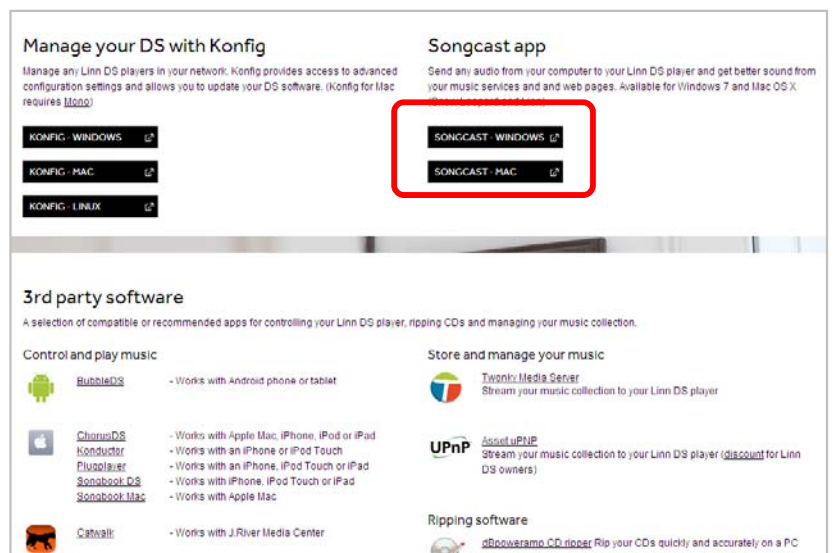 Manage your DS with Konfig
Manage any Linn DS players in your network. Konfig provides access to advanced
configuration settings and allows you to update your DS software. (Konfig for Mac
requires Mono)
KONFIG - WINDOWS
KONFIG - MAC
KONFIG - LINUX
Songcast app
Send any audio from your computer to your Linn DS player and get better sound from
your music services and and web pages. Available for Windows 7 and Mac OS X
(Snow Leopard and Lion)
SONGCAST - WINDOWS
SONGCAST - MAC
3rd party software
A selection of compatible or recommended apps for controlling your Linn DS player, ripping CDs and managing your music collection.
Control and play music
BubbleDS - Works with Android phone or tablet
ChorusDS - Works with Apple Mac, iPhone, iPod or iPad
Konductor - Works with an iPhone or iPod Touch
Plugplayer - Works with an iPhone, iPod Touch or iPad
Songbook DS - Works with iPhone, iPod Touch or iPad
Songbook Mac - Works with Apple Mac
Catwalk - Works with J.River Media Center
Store and manage your music
Twonky Media Server
Stream your music collection to your Linn DS player
UPnP
Asset uPNP
Stream your music collection to your Linn DS player (discount for Linn
DS owners)
Ripping software
dBpoweramp CD ripper Rip your CDs quickly and accurately on a PC